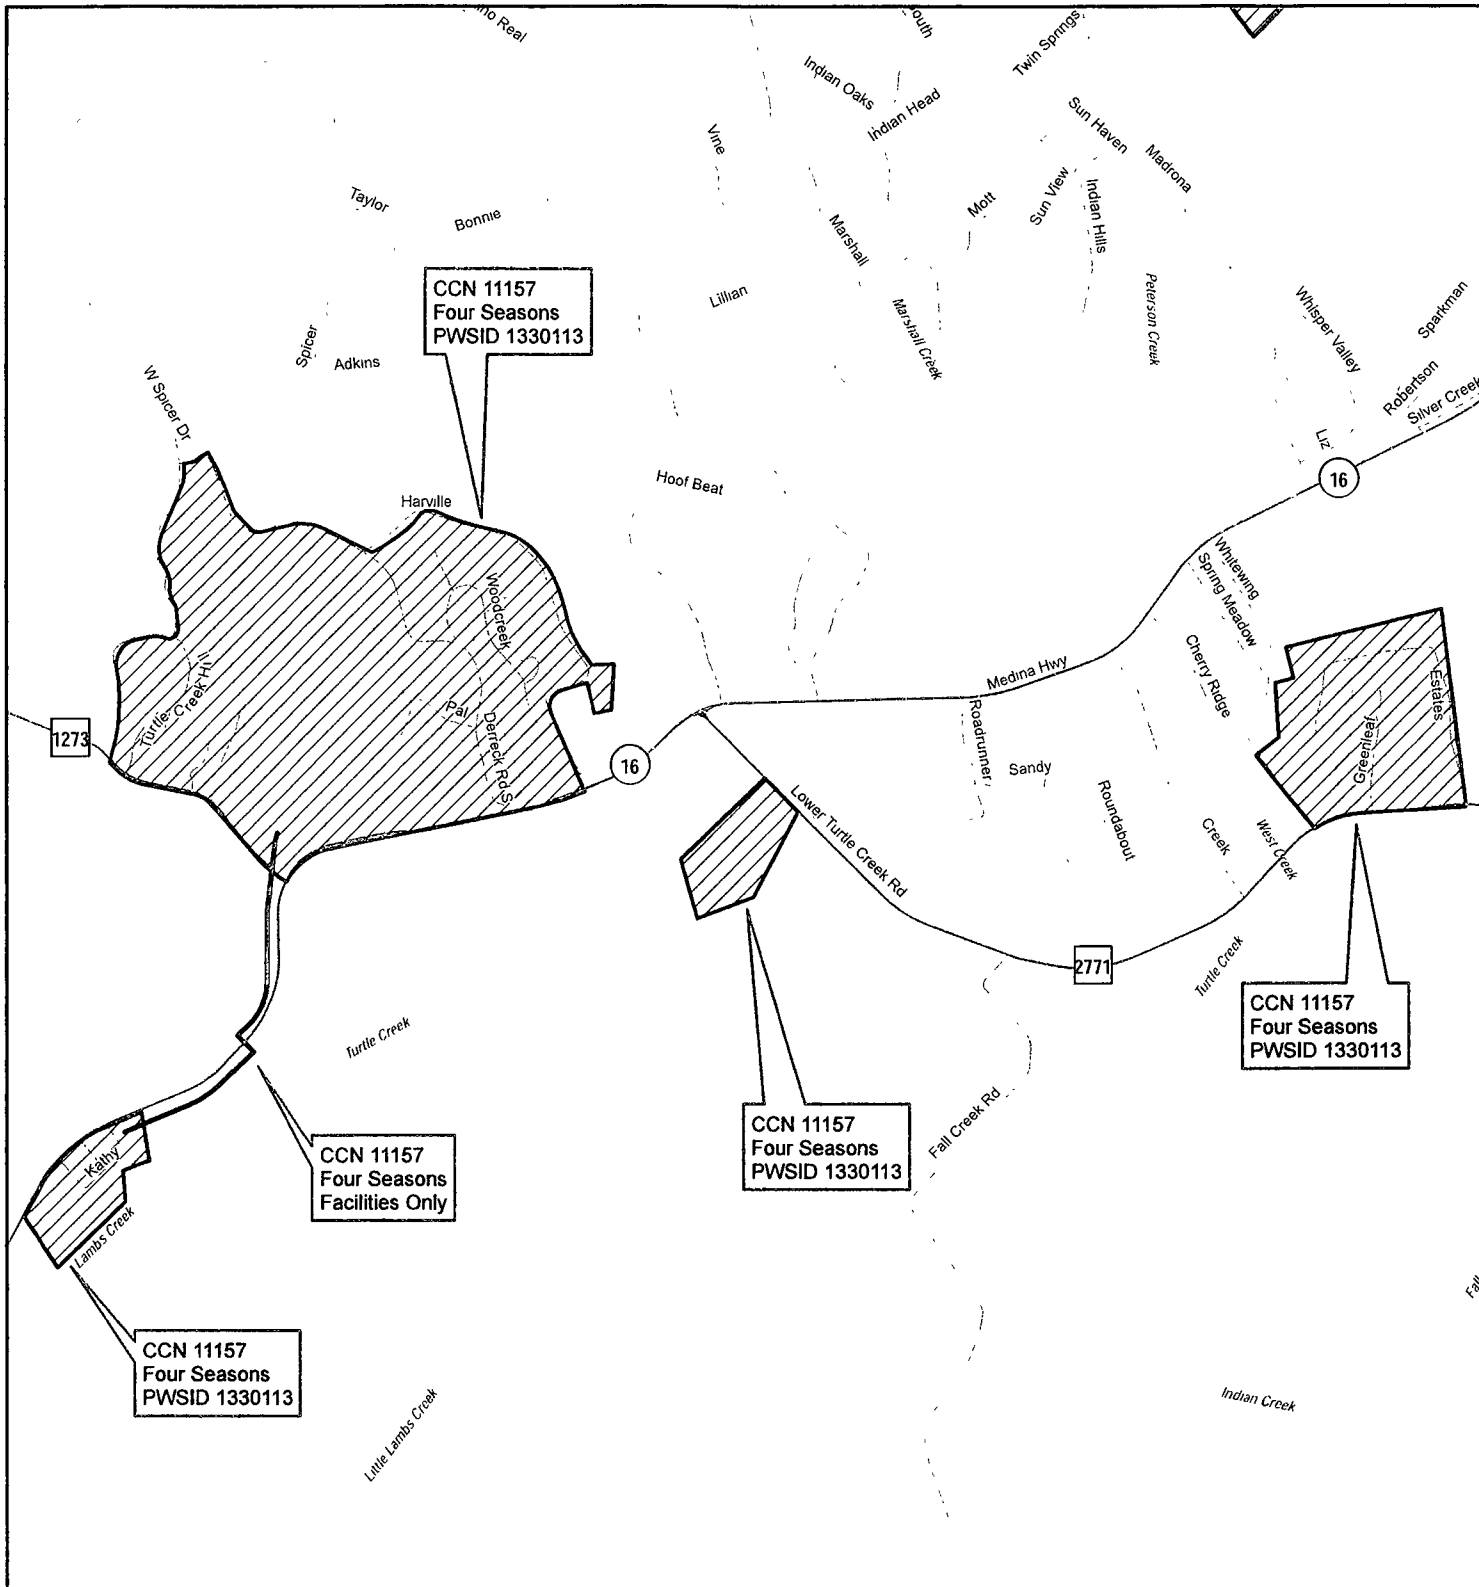 ino Real
outh
Twin Springs
Indian Oaks
Indian Head
Sun Haven
Madrona
Vine
Taylor
Bonnie
Mott
Sun View
Indian Hills
Marshall
CCN 11157
Four Seasons
PWSID 1330113
Lillian
Marshall Creek
Peterson Creek
Whisper Valley
Sparkman
Spicer
Adkins
W Spicer Dr
Robertson
Silver Creek
Liz
16
Harville
Hoof Beat
Woodcreek
Whitewing
Spring Meadow
Cherry Ridge
Medina Hwy
Turtle Creek Hill
Pal
Derreck Rd S
1273
16
Roadrunner
Sandy
Roundabout
Estates
Greenleaf
Lower Turtle Creek Rd
Creek
West Creek
2771
Turtle Creek
CCN 11157
Four Seasons
PWSID 1330113
Turtle Creek
Fall Creek Rd
CCN 11157
Four Seasons
PWSID 1330113
CCN 11157
Four Seasons
Facilities Only
Kathy
Lambs Creek
Fall
CCN 11157
Four Seasons
PWSID 1330113
Little Lambs Creek
Indian Creek